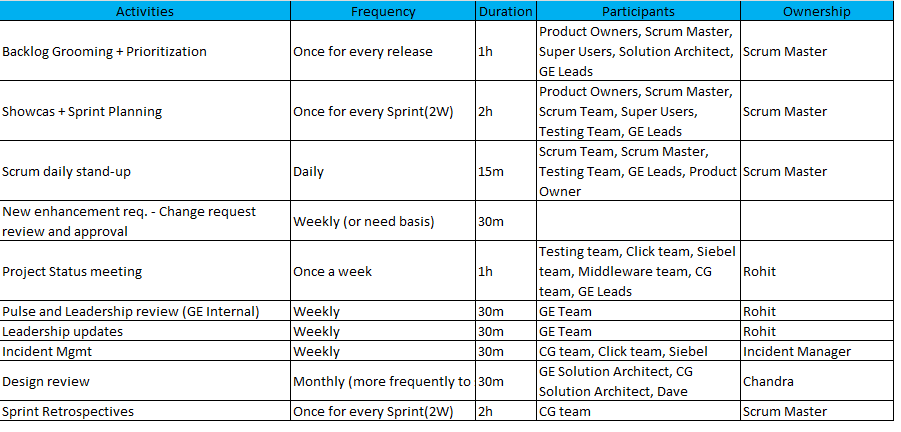 Activities Frequency Duration Participants Ownership
Backlog Grooming + Prioritization Once for every release 1h Product Owners, Scrum Master,
Super Users, Solution Architect,
GE Leads Scrum Master
Showcas + Sprint Planning Once for every Sprint(2W) 2h Product Owners, Scrum Master,
Scrum Team, Super Users,
Testing Team, GE Leads Scrum Master
Scrum daily stand-up Daily 15m Scrum Team, Scrum Master,
Testing Team, GE Leads, Product
Owner Scrum Master
New enhancement req. - Change request
review and approval Weekly (or need basis) 30m
Project Status meeting Once a week 1h Testing team, Click team, Siebel
team, Middleware team, CG
team, GE Leads Rohit
Pulse and Leadership review (GE Internal) Weekly 30m GE Team Rohit
Leadership updates Weekly 30m GE Team Rohit
Incident Mgmt Weekly 30m CG team, Click team, Siebel Incident Manager
Design review Monthly (more frequently to 30m GE Solution Architect, CG
Solution Architect, Dave Chandra
Sprint Retrospectives Once for every Sprint(2W) 2h CG team Scrum Master